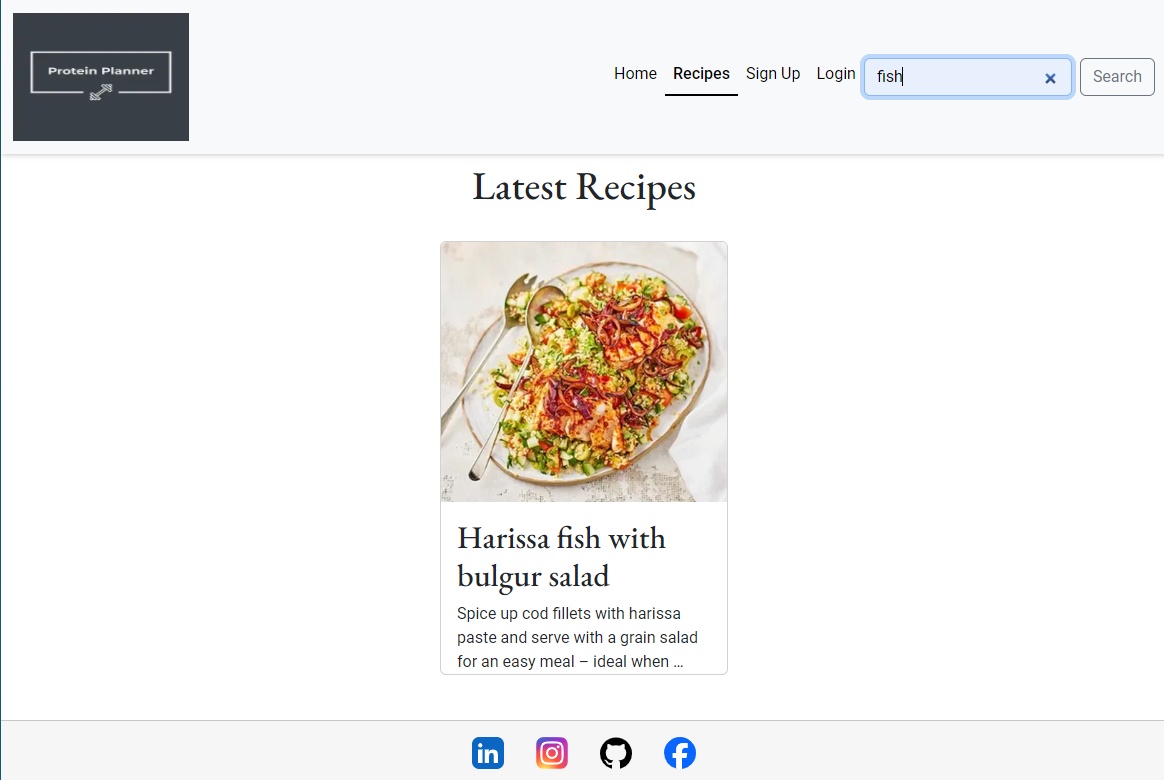 Protein Planner
Home Recipes Sign Up Login fish Search
Latest Recipes
Harissa fish with
bulgur salad
Spice up cod fillets with harissa
paste and serve with a grain salad
for an easy meal – ideal when ...
in